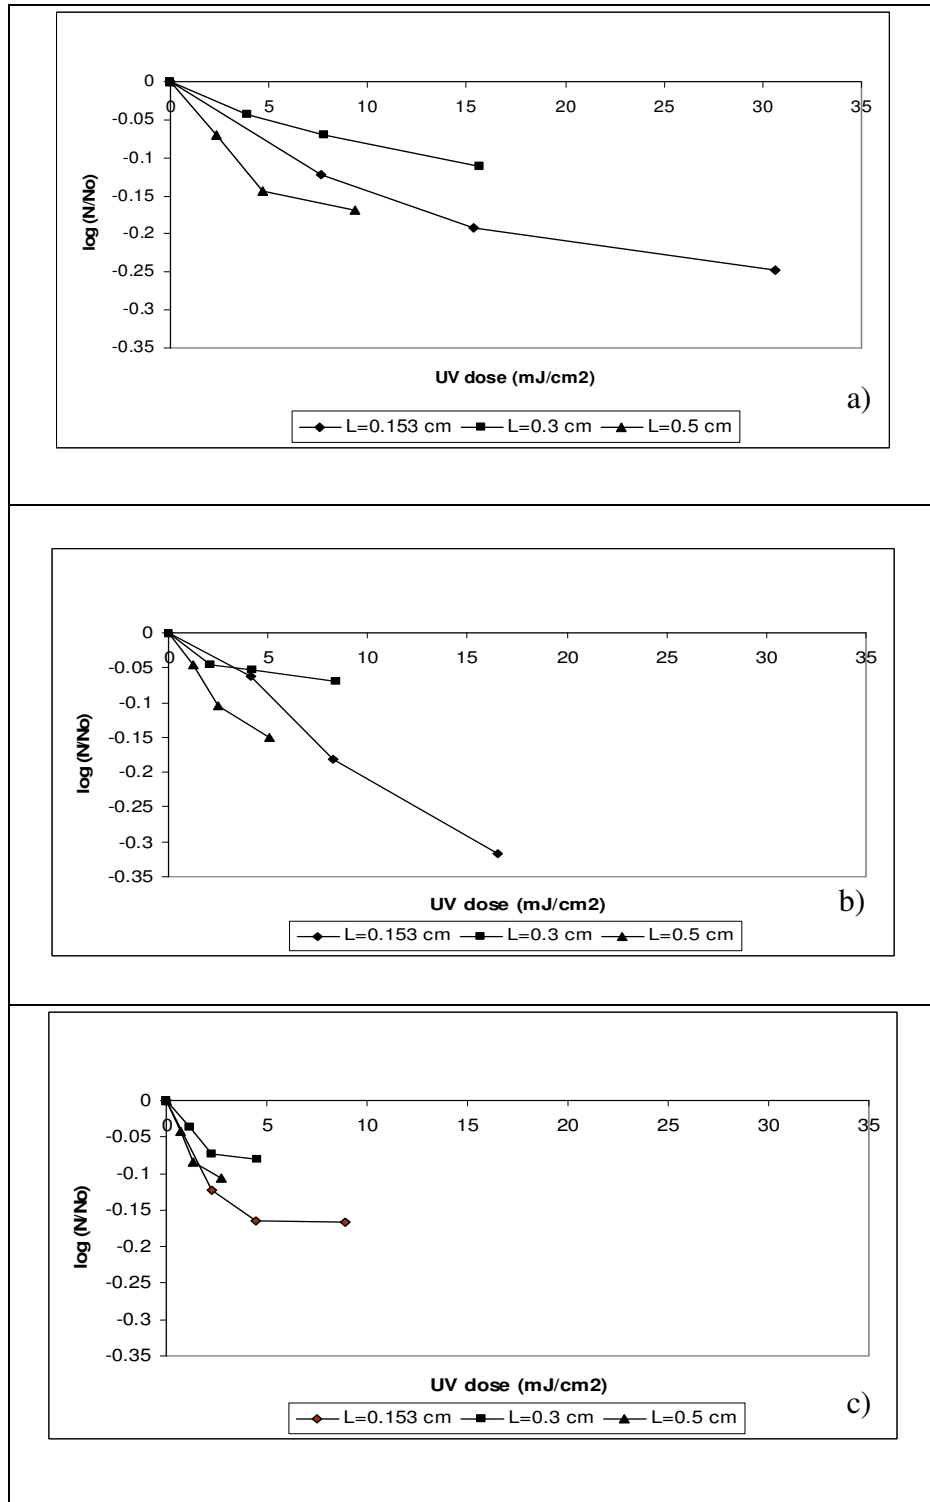 0
0 5 10 15 20 25 30 35
-0.05
-0.1
-0.15
-0.2
-0.25
-0.3
-0.35
log (N/No)
UV dose (mJ/cm2)
a)
L=0.153 cm L=0.3 cm L=0.5 cm
0
0 5 10 15 20 25 30 35
-0.05
-0.1
-0.15
-0.2
-0.25
-0.3
-0.35
log (N/No)
UV dose (mJ/cm2)
b)
L=0.153 cm L=0.3 cm L=0.5 cm
0
0 5 10 15 20 25 30 35
-0.05
-0.1
-0.15
-0.2
-0.25
-0.3
-0.35
log (N/No)
UV dose (mJ/cm2)
c)
L=0.153 cm L=0.3 cm L=0.5 cm